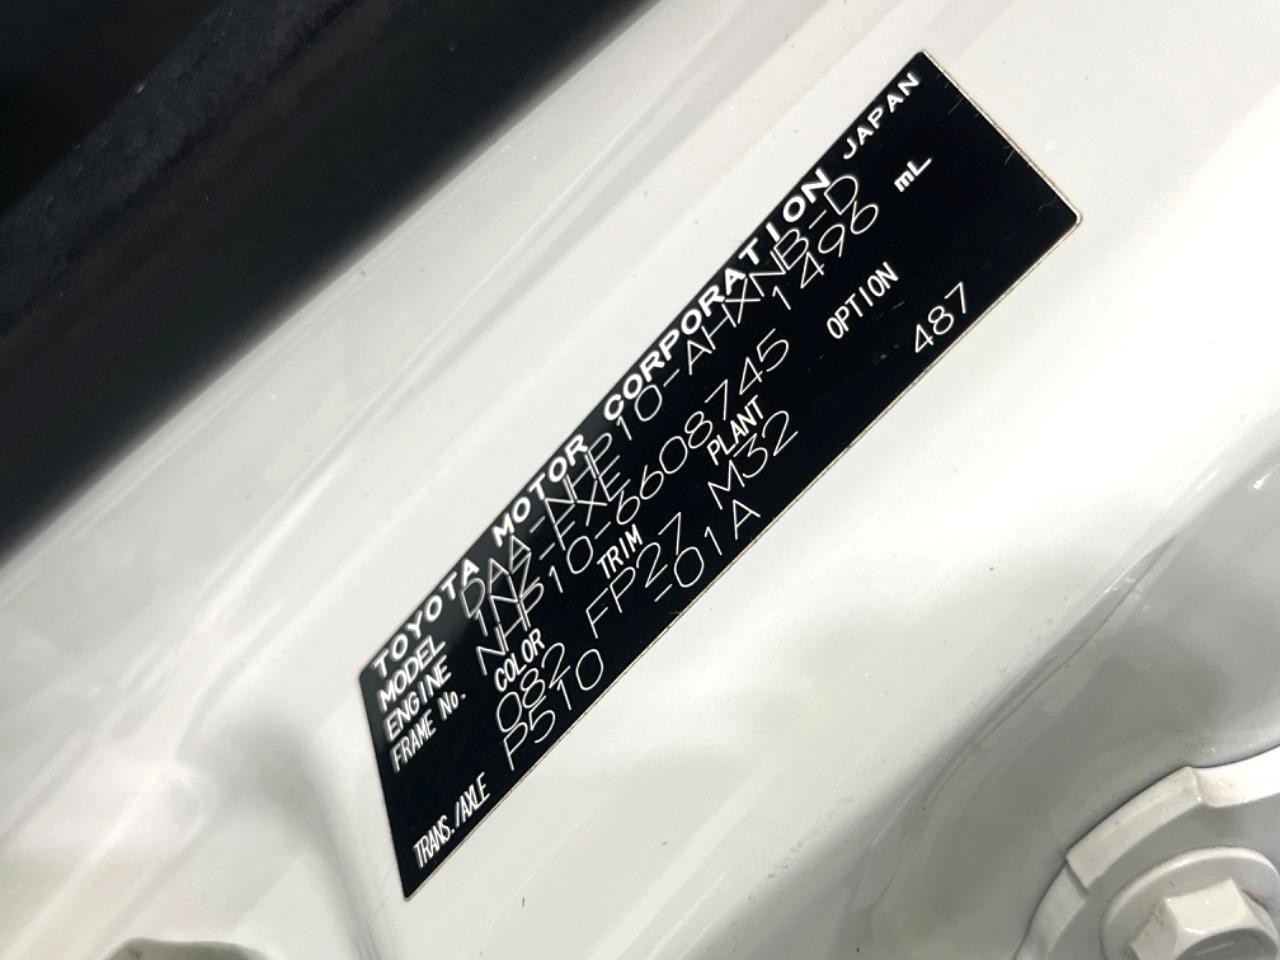 TOYOTA MOTOR CORPORATION JAPAN
MODEL DAA-NHP10-AHXNB-D
ENGINE 1NZ-FXE 1496 mL
FRAME No. NHP10-6608745
COLOR TRIM PLANT OPTION
082 FP27 M32 487
TRANS./AXLE P510 -01A